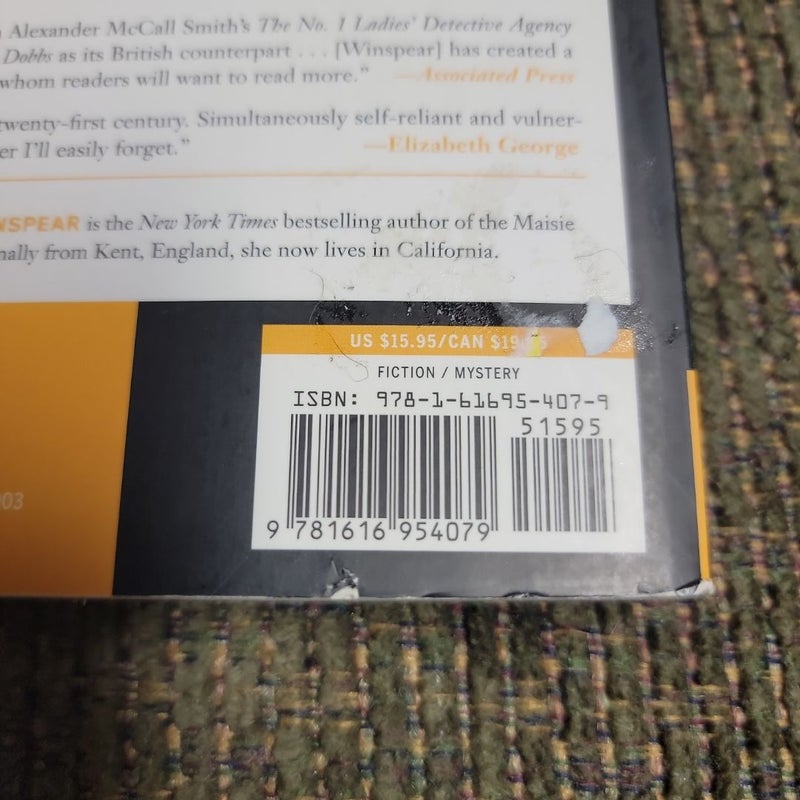 Alexander McCall Smith's The No. 1 Ladies' Detective Agency
Dobbs as its British counterpart . . . [Winspear] has created a
whom readers will want to read more." —Associated Press
twenty-first century. Simultaneously self-reliant and vulner-
er I'll easily forget." —Elizabeth George
NSPEAR is the New York Times bestselling author of the Maisie
nally from Kent, England, she now lives in California.
US $15.95/CAN $19
FICTION / MYSTERY
ISBN: 978-1-61695-407-9
51595
9 781616 954079
03